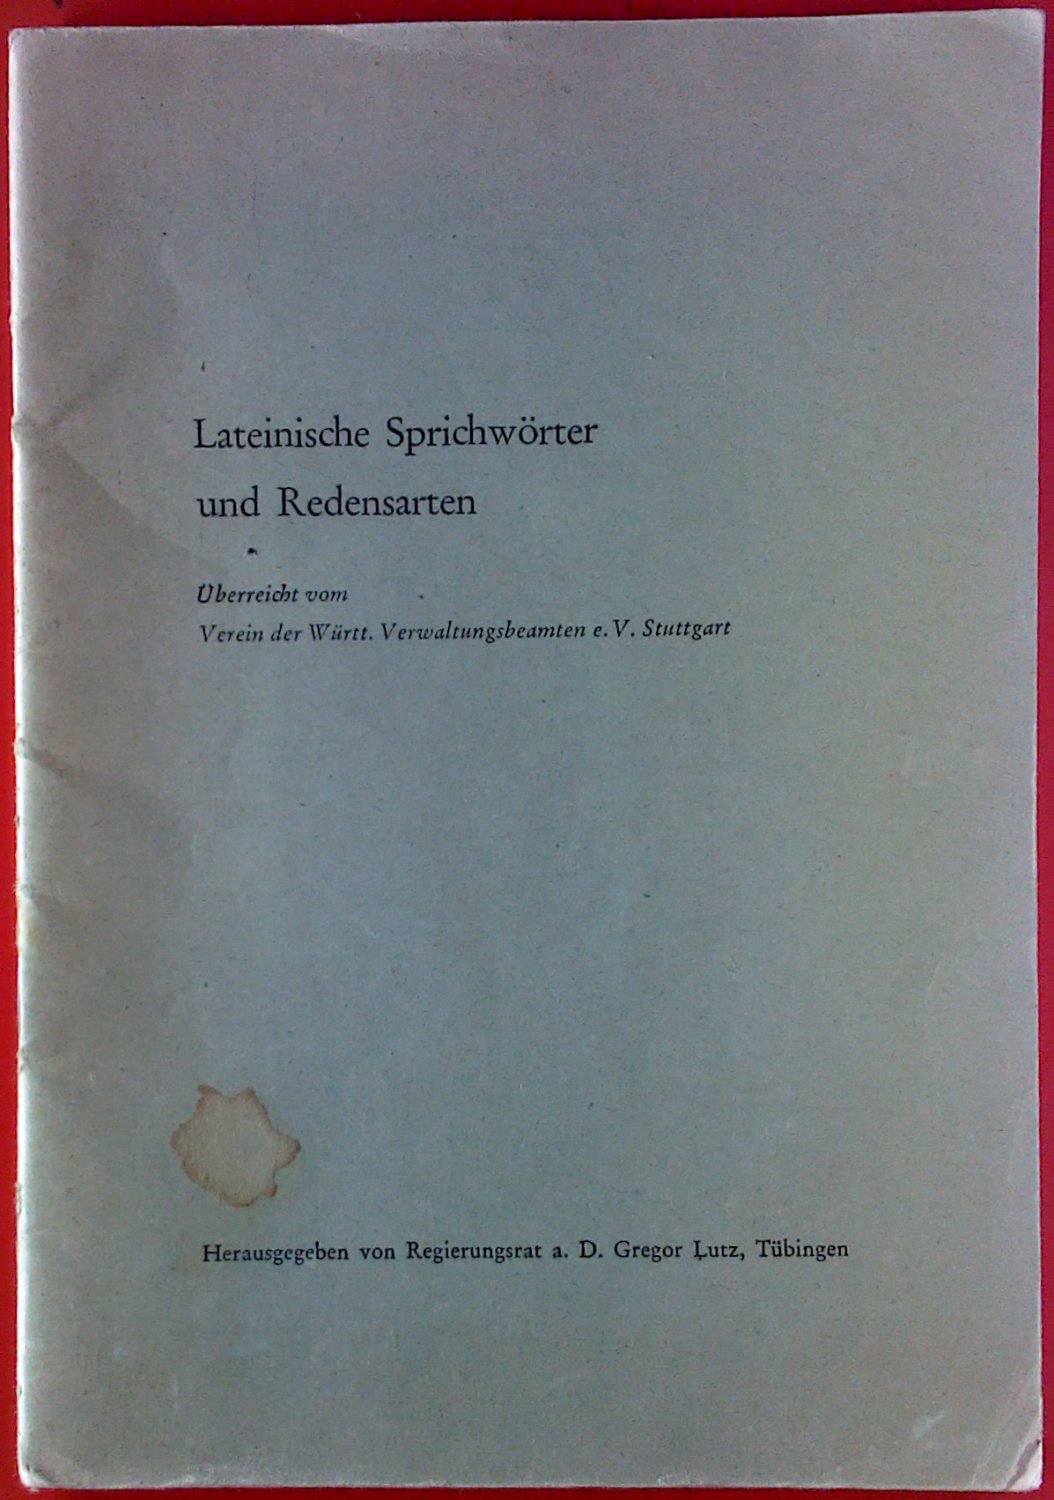 Lateinische Sprichwörter
und Redensarten
Überreicht vom
Verein der Württ. Verwaltungsbeamten e. V. Stuttgart
Herausgegeben von Regierungsrat a. D. Gregor Lutz, Tübingen